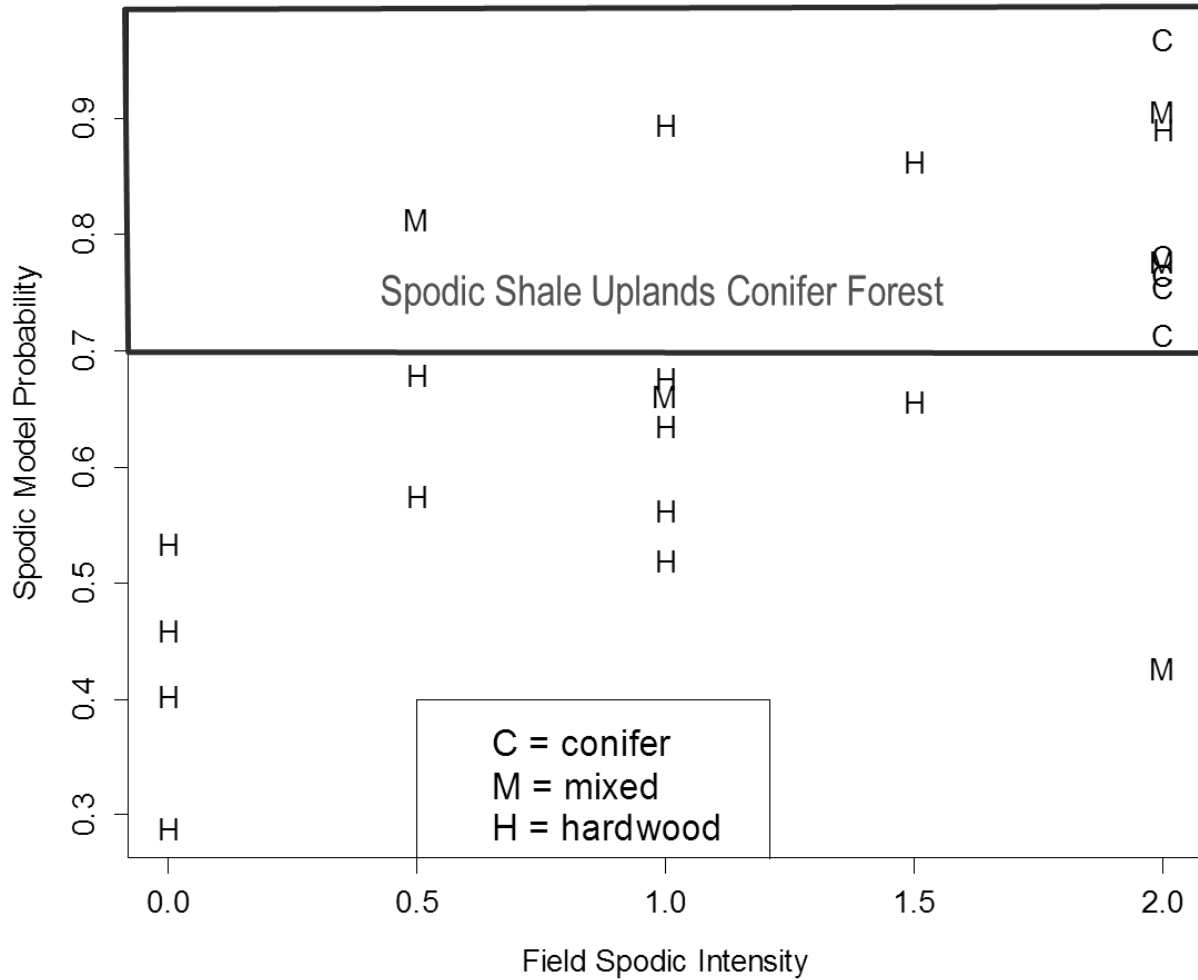 C
0.9
M
H
H
H
0.8
M
C
M
C
Spodic Shale Uplands Conifer Forest
C
0.7
H
H
M
H
H
0.6
H
H
H
H
0.5
H
M
0.4
H
C = conifer
M = mixed
H = hardwood
0.3
H
0.0 0.5 1.0 1.5 2.0
Field Spodic Intensity
Spodic Model Probability